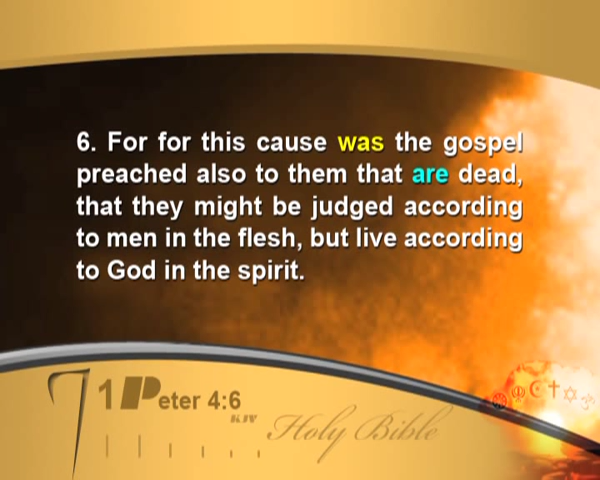 6. For for this cause was the gospel
preached also to them that are dead,
that they might be judged according
to men in the flesh, but live according
to God in the spirit.
1 Peter 4:6
KJV
Holy Bible